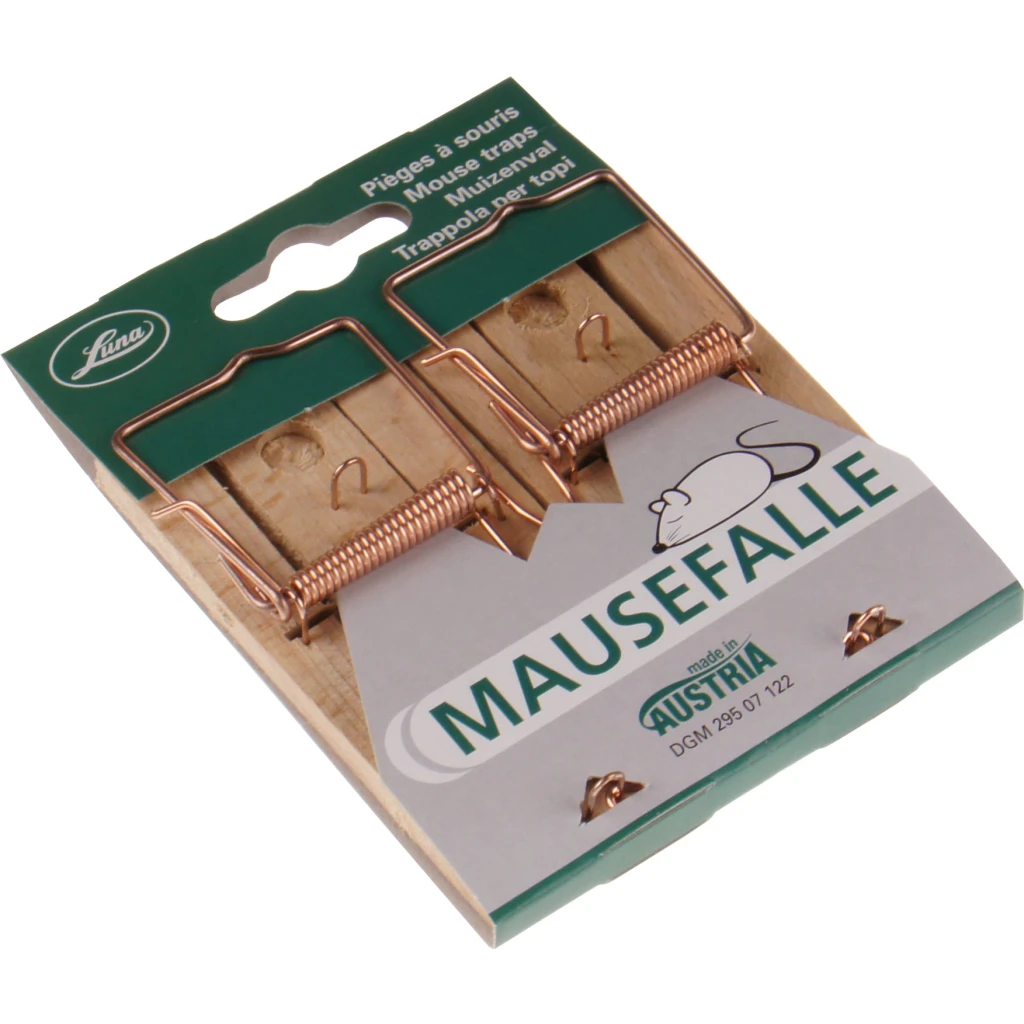 Pièges à souris
Mouse traps
Muizenval
Trappola per topi
Luna
MAUSEFALLE
made in
AUSTRIA
DGM 295 07 122